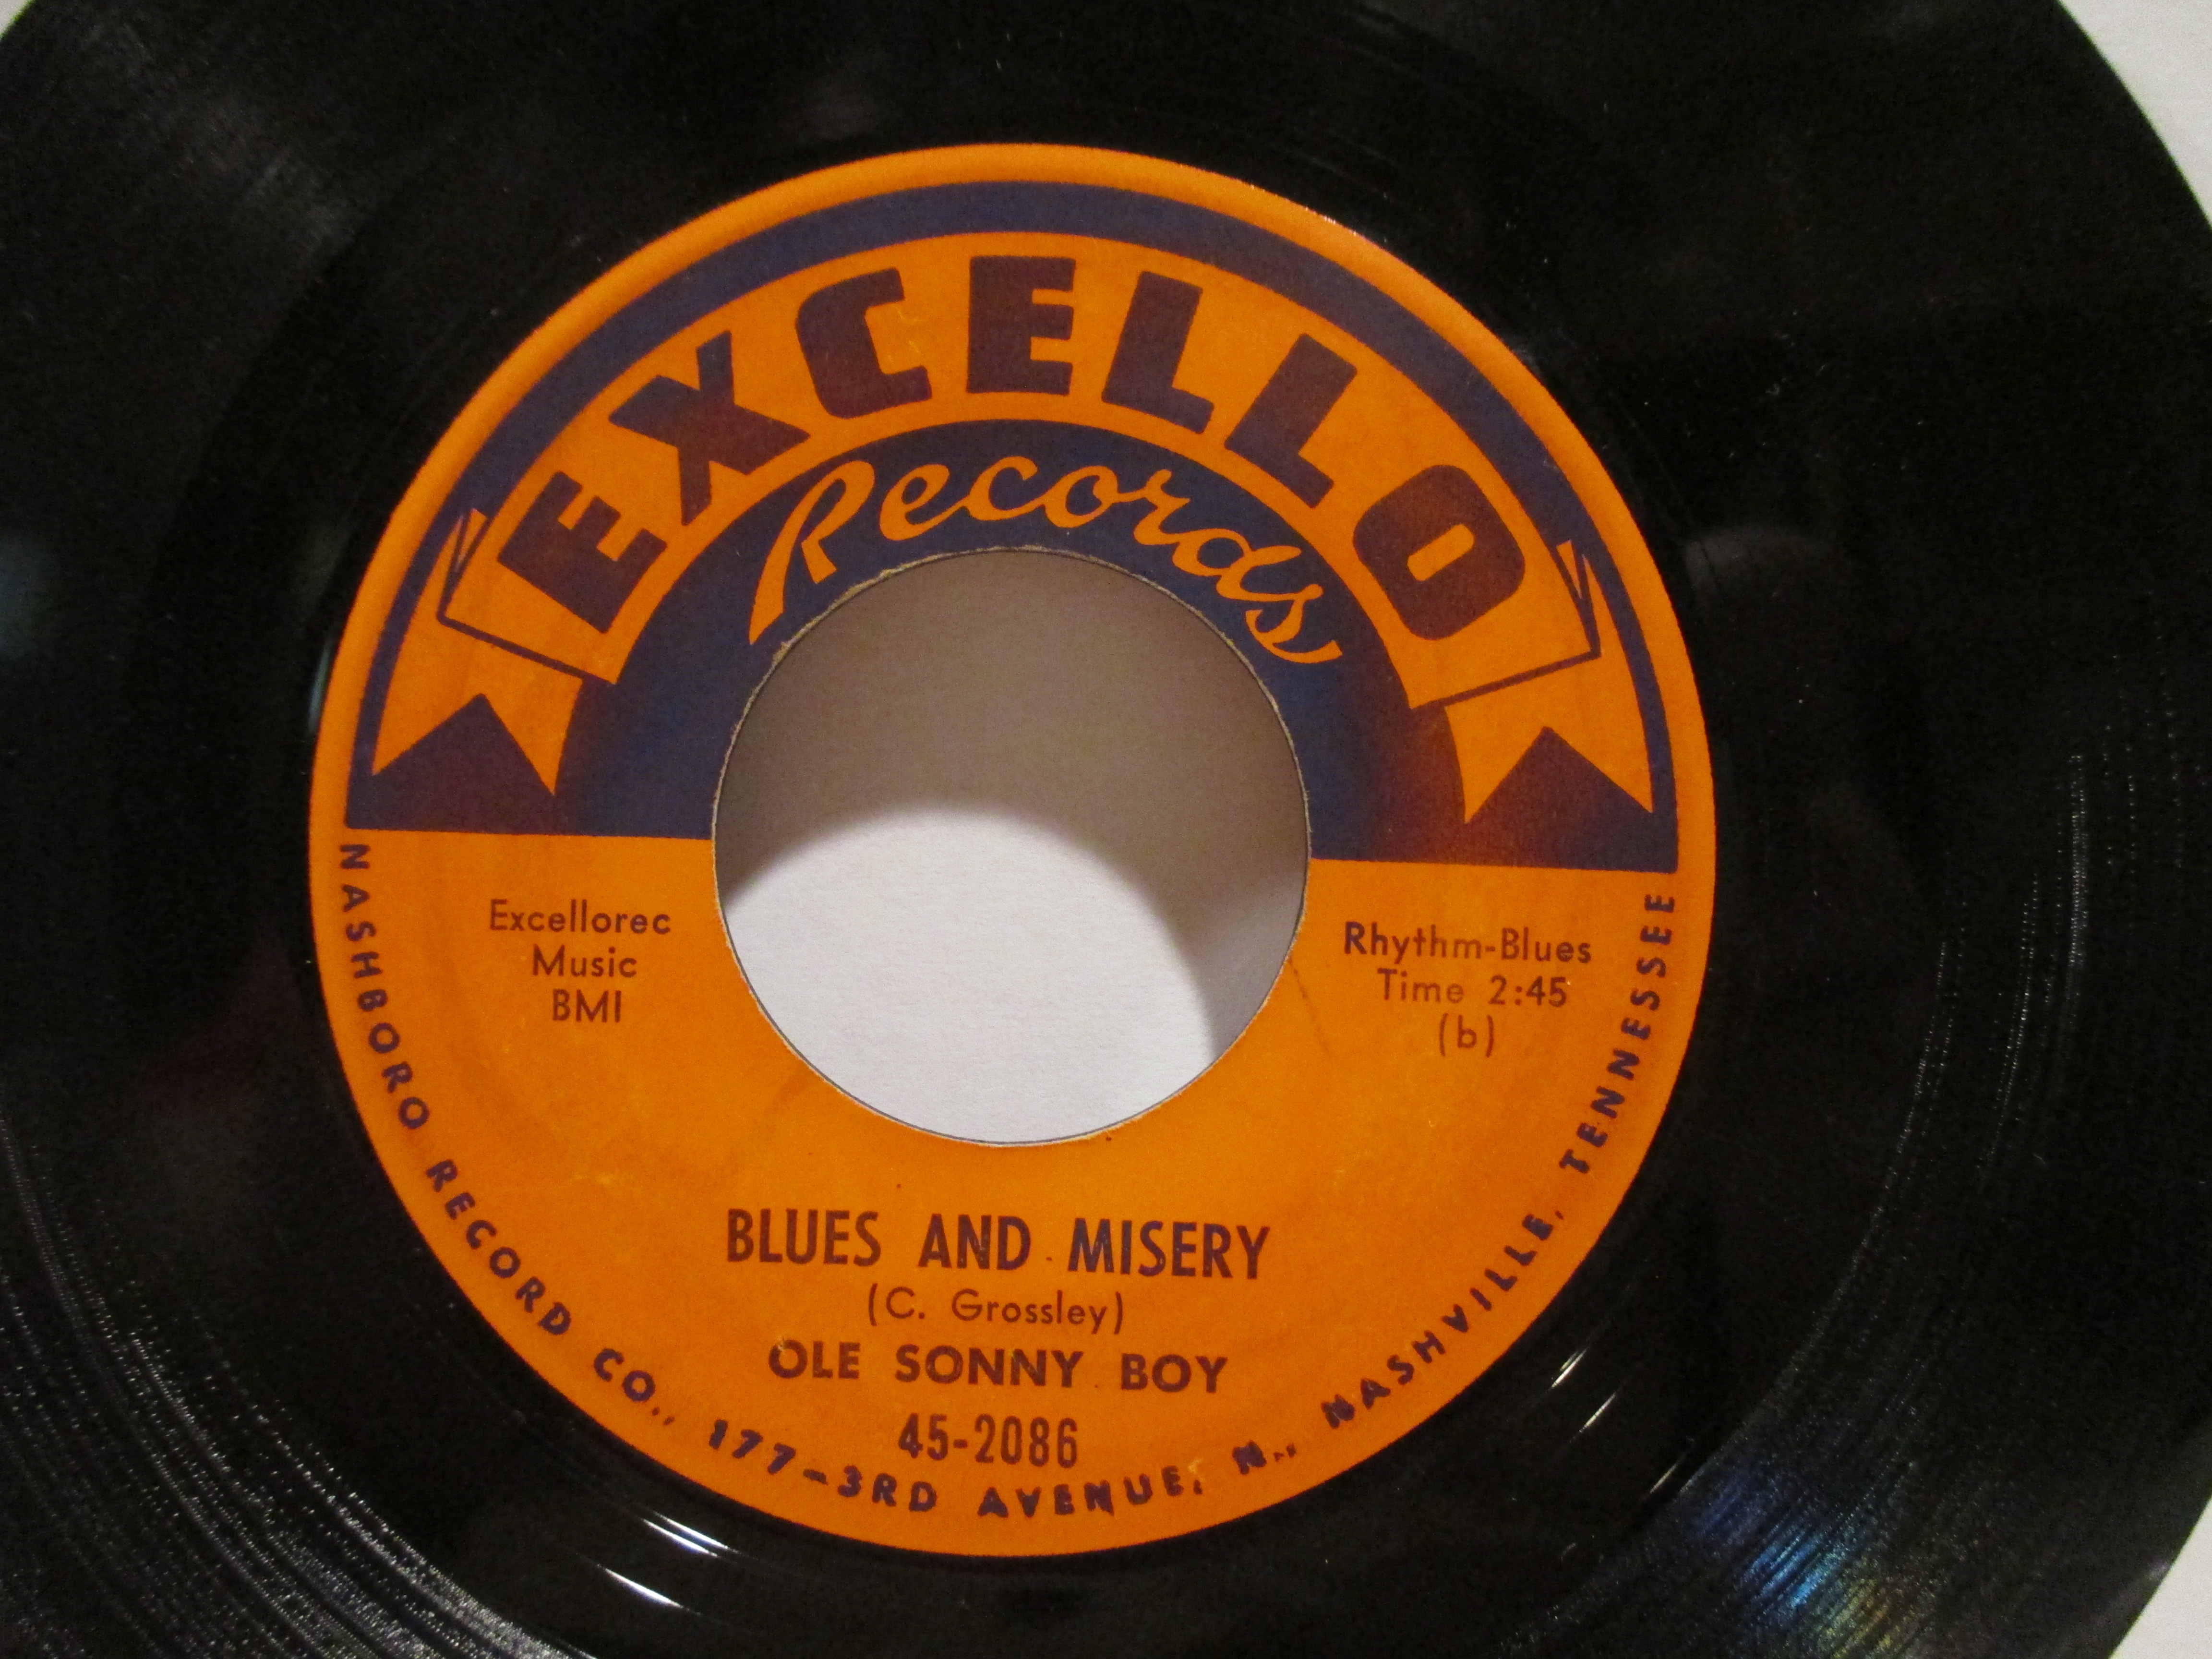 EXCELLO
Records
Excellorec
Music
BMI
Rhythm-Blues
Time 2:45
(b)
BLUES AND MISERY
(C. Grossley)
OLE SONNY BOY
45-2086
NASHBORO RECORD CO., 177-3RD AVENUE, N., NASHVILLE, TENNESSEE